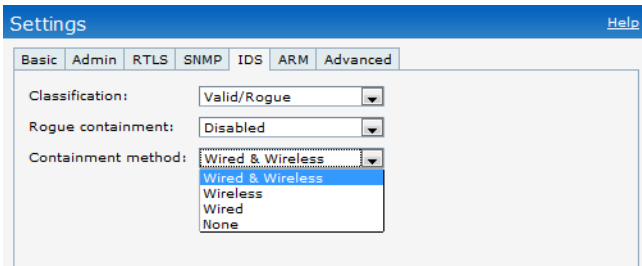 Settings Help
Basic Admin RTLS SNMP IDS ARM Advanced
Classification: Valid/Rogue
Rogue containment: Disabled
Containment method: Wired & Wireless
Wired & Wireless
Wireless
Wired
None